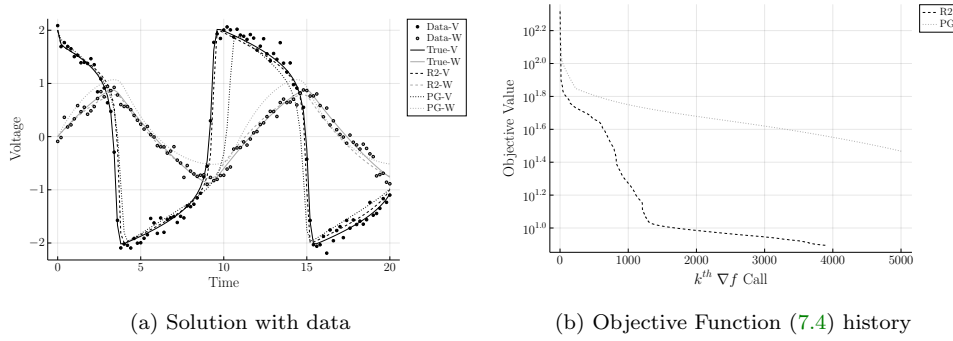 Voltage
2
1
0
−1
−2
0
5
10
15
20
Time
Data-V
Data-W
True-V
True-W
R2-V
R2-W
PG-V
PG-W
(a) Solution with data
Objective Value
10^2.2
10^2.0
10^1.8
10^1.6
10^1.4
10^1.2
10^1.0
0
1000
2000
3000
4000
5000
k^th ∇f Call
R2
PG
(b) Objective Function (7.4) history